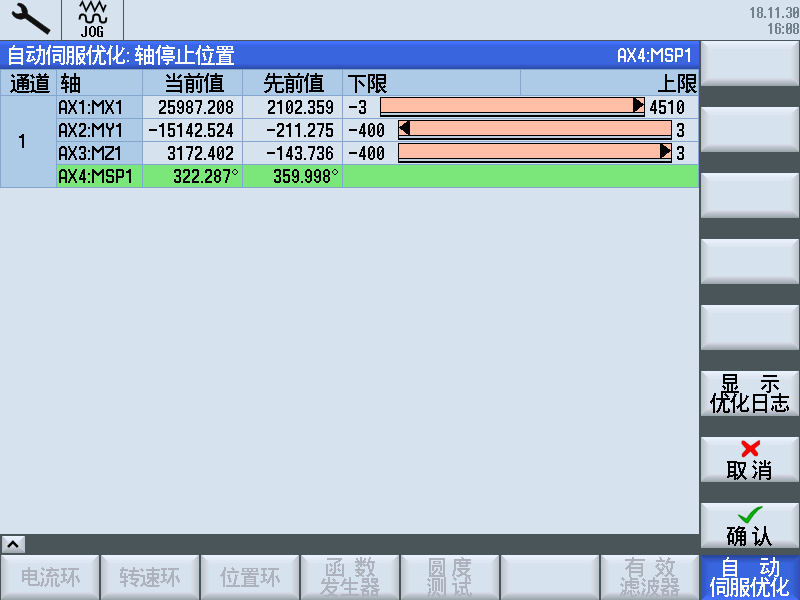 JOG
18.11.30
16:08
自动伺服优化: 轴停止位置 AX4:MSP1
通道 轴 当前值 先前值 下限 上限
AX1:MX1 25987.208 2102.359 -3 4510
1 AX2:MY1 -15142.524 -211.275 -400 3
AX3:MZ1 3172.402 -143.736 -400 3
AX4:MSP1 322.287° 359.998°
显 示
优化日志
取消
确认
电流环 转速环 位置环 函 数
发生器 圆 度
测 试 有 效
滤波器 自 动
伺服优化